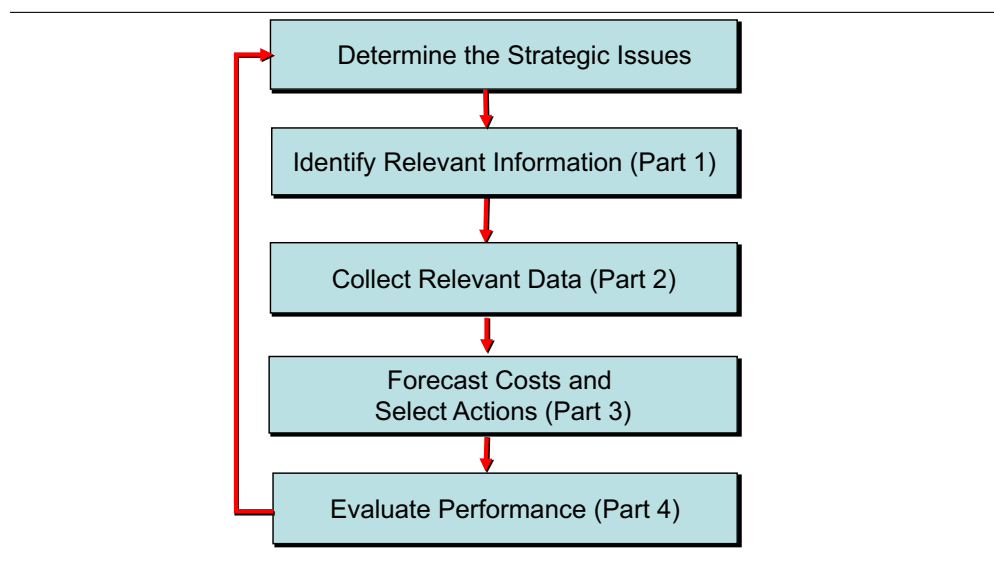 Determine the Strategic Issues
Identify Relevant Information (Part 1)
Collect Relevant Data (Part 2)
Forecast Costs and
Select Actions (Part 3)
Evaluate Performance (Part 4)